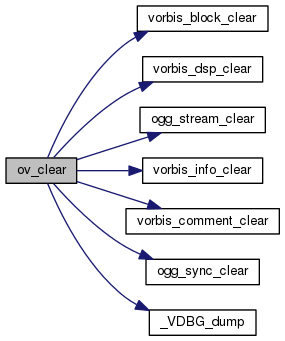 vorbis_block_clear
vorbis_dsp_clear
ogg_stream_clear
ov_clear
vorbis_info_clear
vorbis_comment_clear
ogg_sync_clear
_VDBG_dump